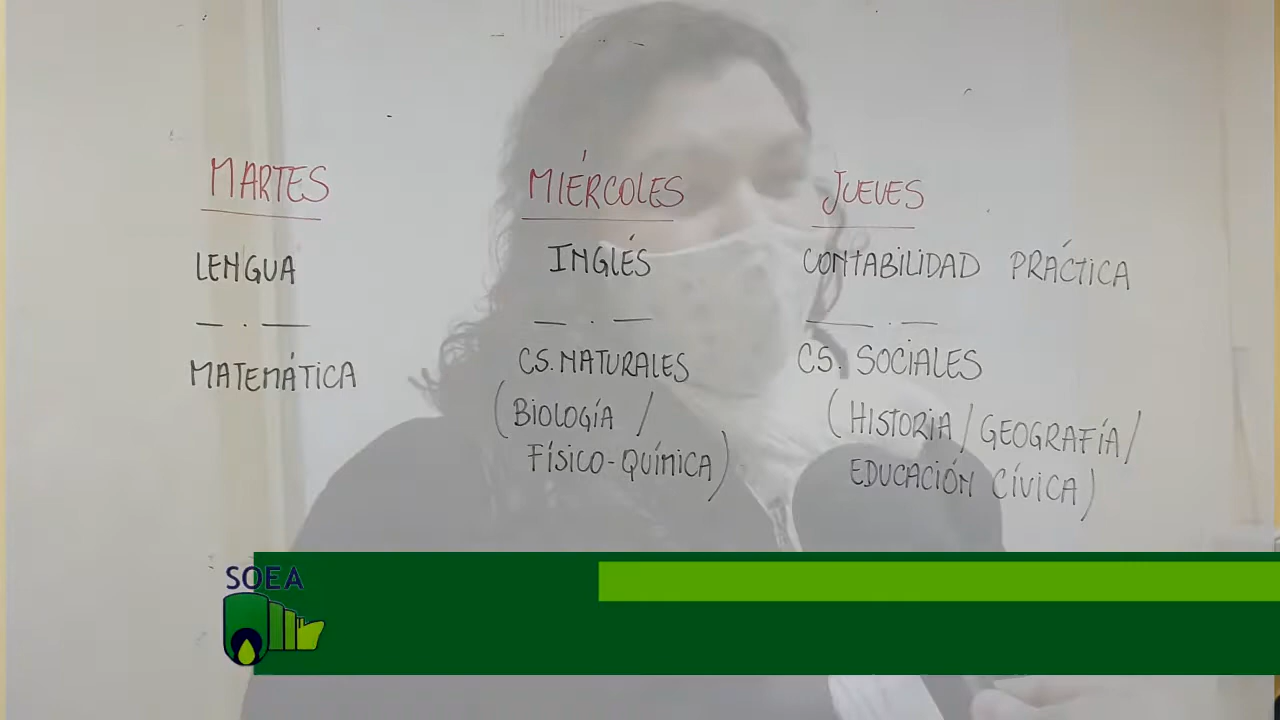 MARTES
LENGUA
MATEMÁTICA
MIÉRCOLES
INGLÉS
CS. NATURALES
(BIOLOGÍA /
FÍSICO-QUÍMICA)
JUEVES
CONTABILIDAD PRÁCTICA
CS. SOCIALES
(HISTORIA / GEOGRAFÍA /
EDUCACIÓN CÍVICA)
SOEA